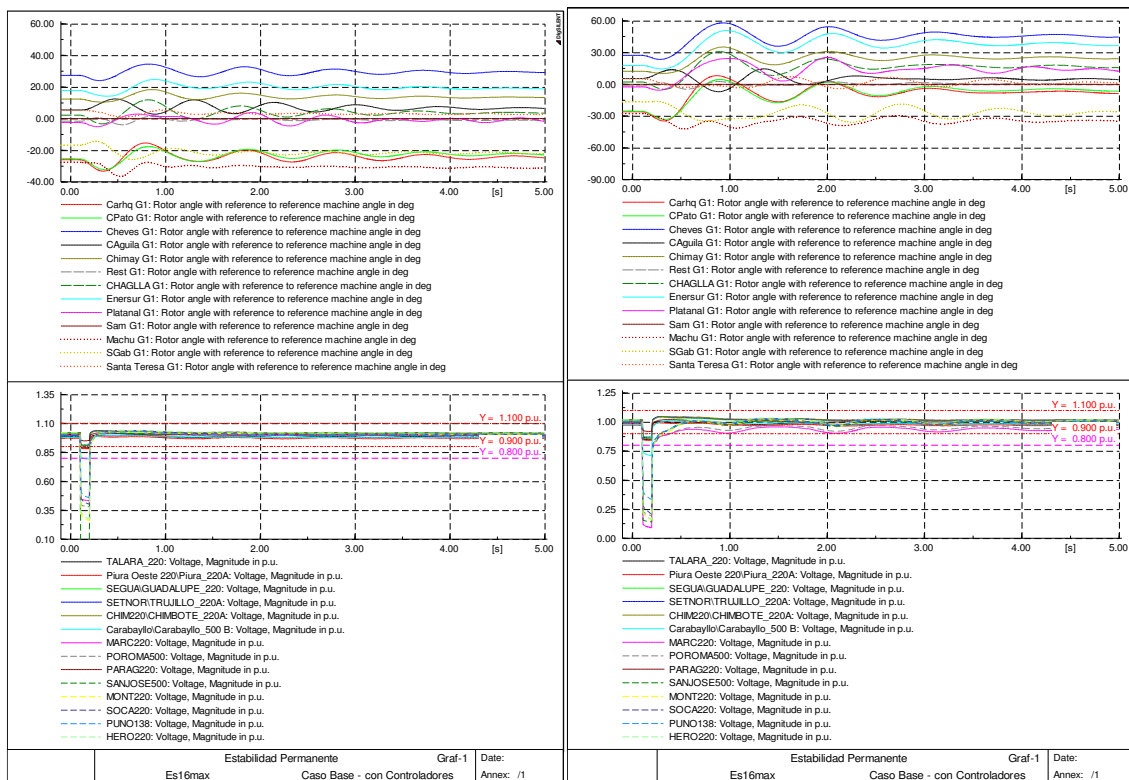 60.00
40.00
20.00
0.00
-20.00
-40.00
0.00 1.00 2.00 3.00 4.00 [s] 5.00
DIgSILENT
Carhq G1: Rotor angle with reference to reference machine angle in deg
CPato G1: Rotor angle with reference to reference machine angle in deg
Cheves G1: Rotor angle with reference to reference machine angle in deg
CAguila G1: Rotor angle with reference to reference machine angle in deg
Chimay G1: Rotor angle with reference to reference machine angle in deg
Rest G1: Rotor angle with reference to reference machine angle in deg
CHAGLLA G1: Rotor angle with reference to reference machine angle in deg
Enersur G1: Rotor angle with reference to reference machine angle in deg
Platanal G1: Rotor angle with reference to reference machine angle in deg
Sam G1: Rotor angle with reference to reference machine angle in deg
Machu G1: Rotor angle with reference to reference machine angle in deg
SGab G1: Rotor angle with reference to reference machine angle in deg
Santa Teresa G1: Rotor angle with reference to reference machine angle in deg
1.35
1.10
0.85
0.60
0.35
0.10
Y = 1.100 p.u.
Y = 0.900 p.u.
Y = 0.800 p.u.
0.00 1.00 2.00 3.00 4.00 [s] 5.00
TALARA_220: Voltage, Magnitude in p.u.
Piura Oeste 220\Piura_220A: Voltage, Magnitude in p.u.
SEGUA\GUADALUPE_220: Voltage, Magnitude in p.u.
SETNOR\TRUJILLO_220A: Voltage, Magnitude in p.u.
CHIM220\CHIMBOTE_220A: Voltage, Magnitude in p.u.
Carabayllo\Carabayllo_500 B: Voltage, Magnitude in p.u.
MARC220: Voltage, Magnitude in p.u.
POROMA500: Voltage, Magnitude in p.u.
PARAG220: Voltage, Magnitude in p.u.
SANJOSE500: Voltage, Magnitude in p.u.
MONT220: Voltage, Magnitude in p.u.
SOCA220: Voltage, Magnitude in p.u.
PUNO138: Voltage, Magnitude in p.u.
HERO220: Voltage, Magnitude in p.u.
Estabilidad Permanente Graf-1 Date:
Es16max Caso Base - con Controladores Annex: /1
60.00
30.00
0.00
-30.00
-60.00
-90.00
0.00 1.00 2.00 3.00 4.00 [s] 5.00
Carhq G1: Rotor angle with reference to reference machine angle in deg
CPato G1: Rotor angle with reference to reference machine angle in deg
Cheves G1: Rotor angle with reference to reference machine angle in deg
CAguila G1: Rotor angle with reference to reference machine angle in deg
Chimay G1: Rotor angle with reference to reference machine angle in deg
Rest G1: Rotor angle with reference to reference machine angle in deg
CHAGLLA G1: Rotor angle with reference to reference machine angle in deg
Enersur G1: Rotor angle with reference to reference machine angle in deg
Platanal G1: Rotor angle with reference to reference machine angle in deg
Sam G1: Rotor angle with reference to reference machine angle in deg
Machu G1: Rotor angle with reference to reference machine angle in deg
SGab G1: Rotor angle with reference to reference machine angle in deg
Santa Teresa G1: Rotor angle with reference to reference machine angle in deg
1.25
1.00
0.75
0.50
0.25
0.00
Y = 1.100 p.u.
Y = 0.900 p.u.
Y = 0.800 p.u.
0.00 1.00 2.00 3.00 4.00 [s] 5.00
TALARA_220: Voltage, Magnitude in p.u.
Piura Oeste 220\Piura_220A: Voltage, Magnitude in p.u.
SEGUA\GUADALUPE_220: Voltage, Magnitude in p.u.
SETNOR\TRUJILLO_220A: Voltage, Magnitude in p.u.
CHIM220\CHIMBOTE_220A: Voltage, Magnitude in p.u.
Carabayllo\Carabayllo_500 B: Voltage, Magnitude in p.u.
MARC220: Voltage, Magnitude in p.u.
POROMA500: Voltage, Magnitude in p.u.
PARAG220: Voltage, Magnitude in p.u.
SANJOSE500: Voltage, Magnitude in p.u.
MONT220: Voltage, Magnitude in p.u.
SOCA220: Voltage, Magnitude in p.u.
PUNO138: Voltage, Magnitude in p.u.
HERO220: Voltage, Magnitude in p.u.
Estabilidad Permanente Graf-1 Date:
Es16max Caso Base - con Controladores Annex: /1